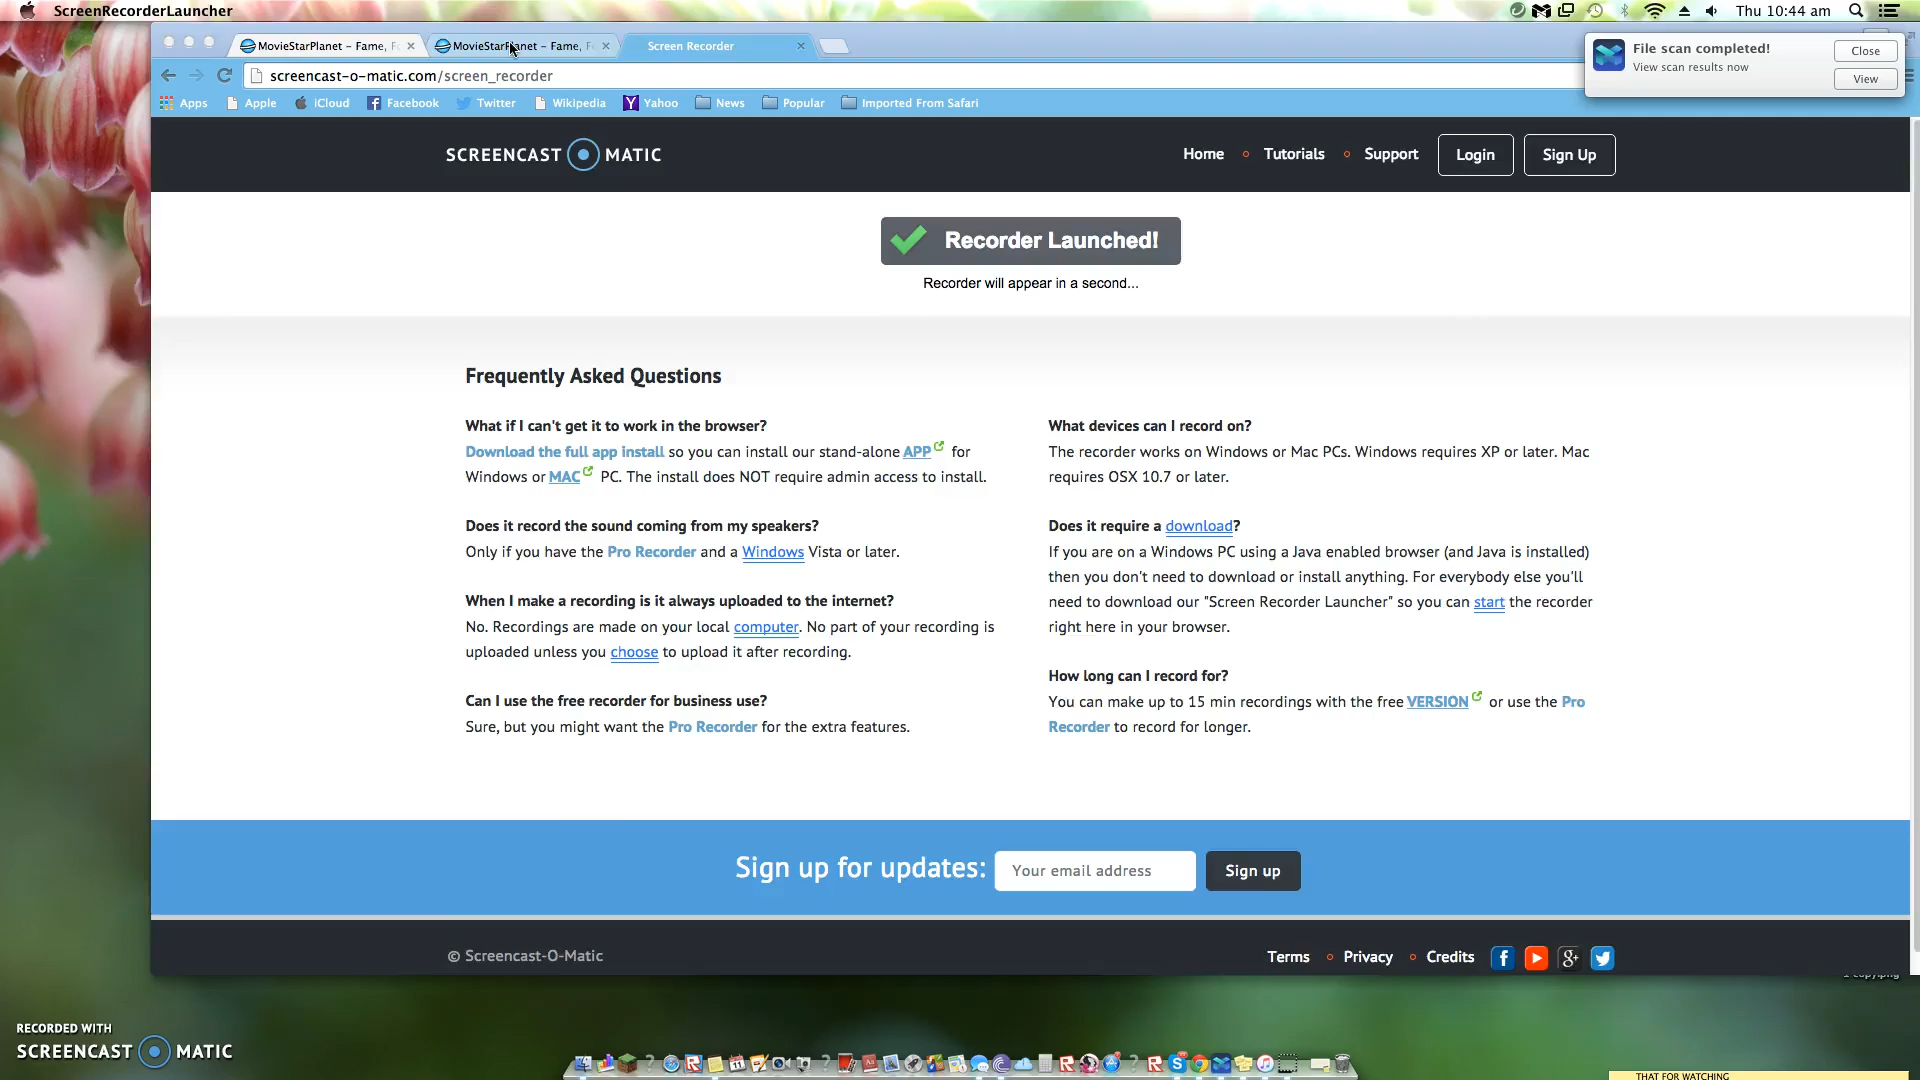 ScreenRecorderLauncher
Thu 10:44 am
MovieStarPlanet – Fame, F
MovieStarPlanet – Fame, F
Screen Recorder
File scan completed!
View scan results now
Close
View
screencast-o-matic.com/screen_recorder
Apps
Apple
iCloud
Facebook
Twitter
Wikipedia
Yahoo
News
Popular
Imported From Safari
SCREENCAST MATIC
Home
Tutorials
Support
Login
Sign Up
Recorder Launched!
Recorder will appear in a second...
Frequently Asked Questions
What if I can't get it to work in the browser?
Download the full app install so you can install our stand-alone APP for
Windows or MAC PC. The install does NOT require admin access to install.
Does it record the sound coming from my speakers?
Only if you have the Pro Recorder and a Windows Vista or later.
When I make a recording is it always uploaded to the internet?
No. Recordings are made on your local computer. No part of your recording is
uploaded unless you choose to upload it after recording.
Can I use the free recorder for business use?
Sure, but you might want the Pro Recorder for the extra features.
What devices can I record on?
The recorder works on Windows or Mac PCs. Windows requires XP or later. Mac
requires OSX 10.7 or later.
Does it require a download?
If you are on a Windows PC using a Java enabled browser (and Java is installed)
then you don't need to download or install anything. For everybody else you'll
need to download our "Screen Recorder Launcher" so you can start the recorder
right here in your browser.
How long can I record for?
You can make up to 15 min recordings with the free VERSION or use the Pro
Recorder to record for longer.
Sign up for updates:
Your email address
Sign up
© Screencast-O-Matic
Terms
Privacy
Credits
RECORDED WITH
SCREENCAST MATIC
THAT FOR WATCHING